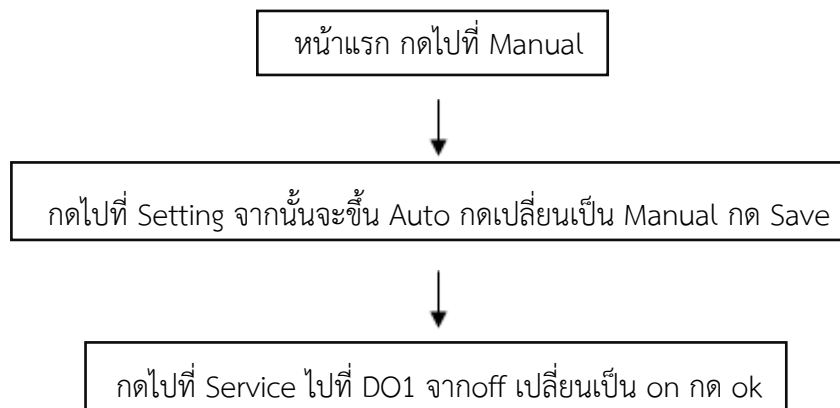 หน้าแรก กดไปที่ Manual
กดไปที่ Setting จากนั้นจะขึ้น Auto กดเปลี่ยนเป็น Manual กด Save
กดไปที่ Service ไปที่ DO1 จากoff เปลี่ยนเป็น on กด ok